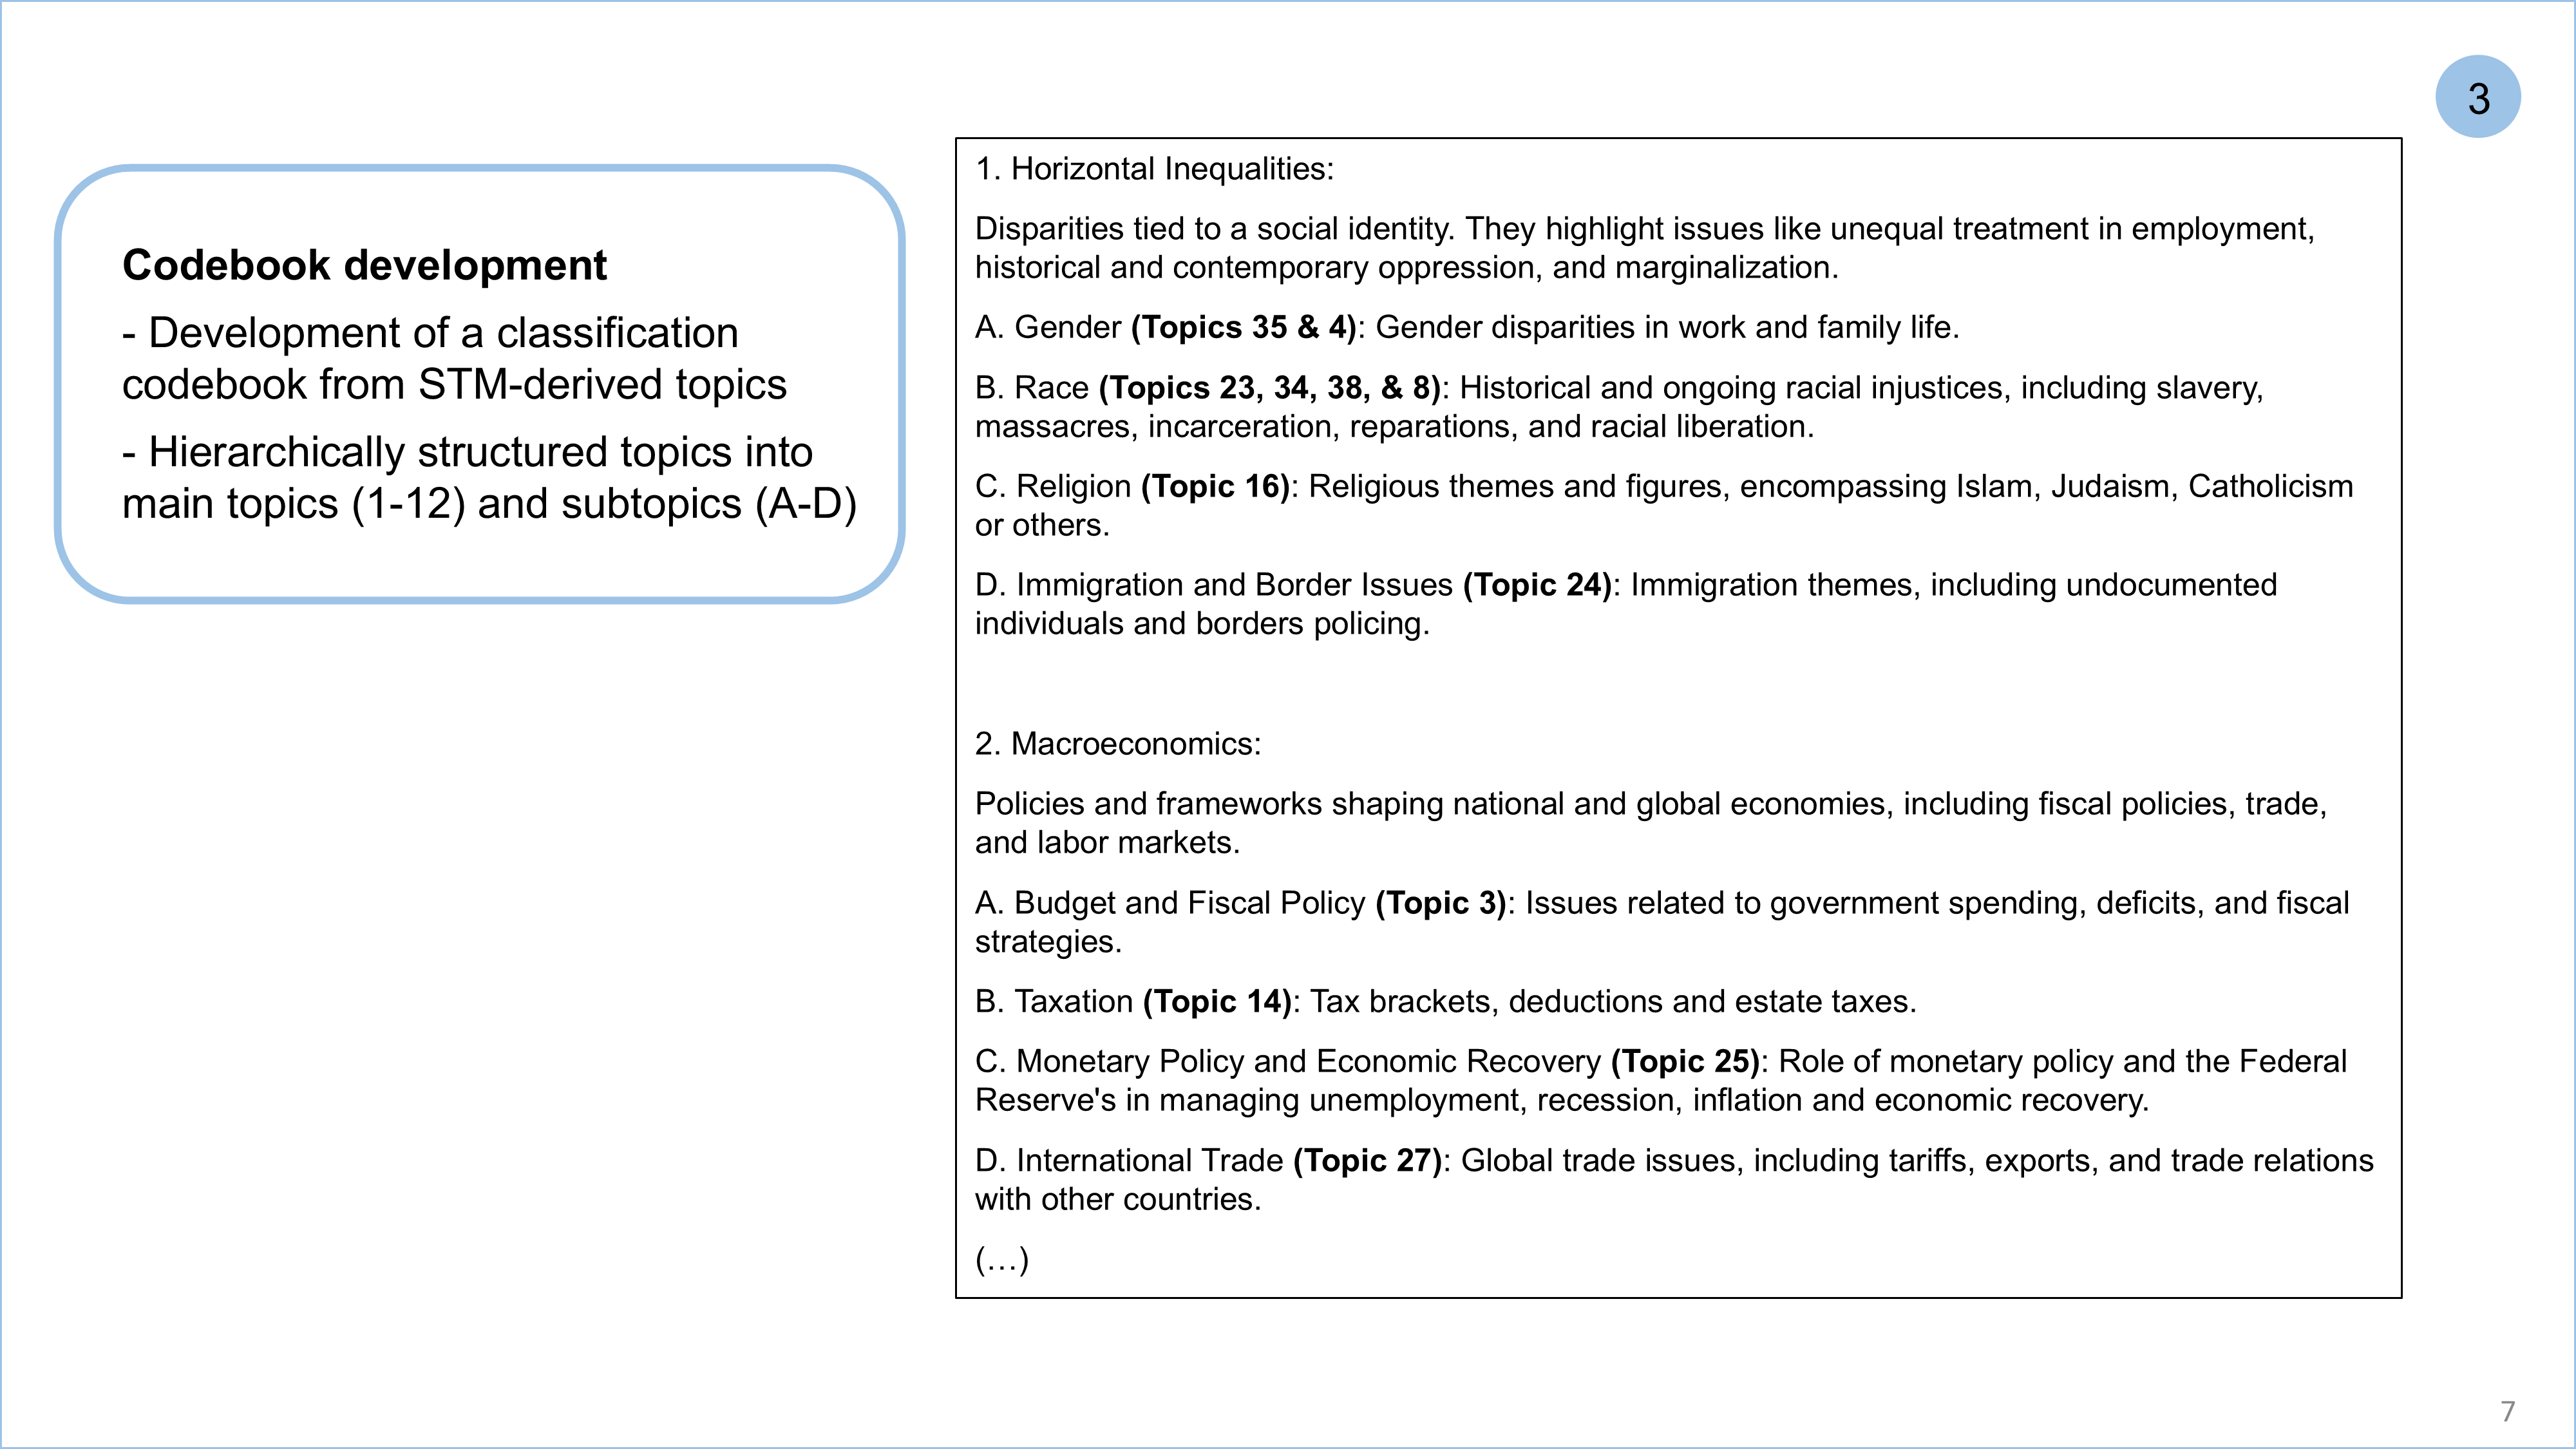 3
Codebook development
- Development of a classification
codebook from STM-derived topics
- Hierarchically structured topics into
main topics (1-12) and subtopics (A-D)
1. Horizontal Inequalities:
Disparities tied to a social identity. They highlight issues like unequal treatment in employment,
historical and contemporary oppression, and marginalization.
A. Gender (Topics 35 & 4): Gender disparities in work and family life.
B. Race (Topics 23, 34, 38, & 8): Historical and ongoing racial injustices, including slavery,
massacres, incarceration, reparations, and racial liberation.
C. Religion (Topic 16): Religious themes and figures, encompassing Islam, Judaism, Catholicism
or others.
D. Immigration and Border Issues (Topic 24): Immigration themes, including undocumented
individuals and borders policing.
2. Macroeconomics:
Policies and frameworks shaping national and global economies, including fiscal policies, trade,
and labor markets.
A. Budget and Fiscal Policy (Topic 3): Issues related to government spending, deficits, and fiscal
strategies.
B. Taxation (Topic 14): Tax brackets, deductions and estate taxes.
C. Monetary Policy and Economic Recovery (Topic 25): Role of monetary policy and the Federal
Reserve's in managing unemployment, recession, inflation and economic recovery.
D. International Trade (Topic 27): Global trade issues, including tariffs, exports, and trade relations
with other countries.
(…)
7